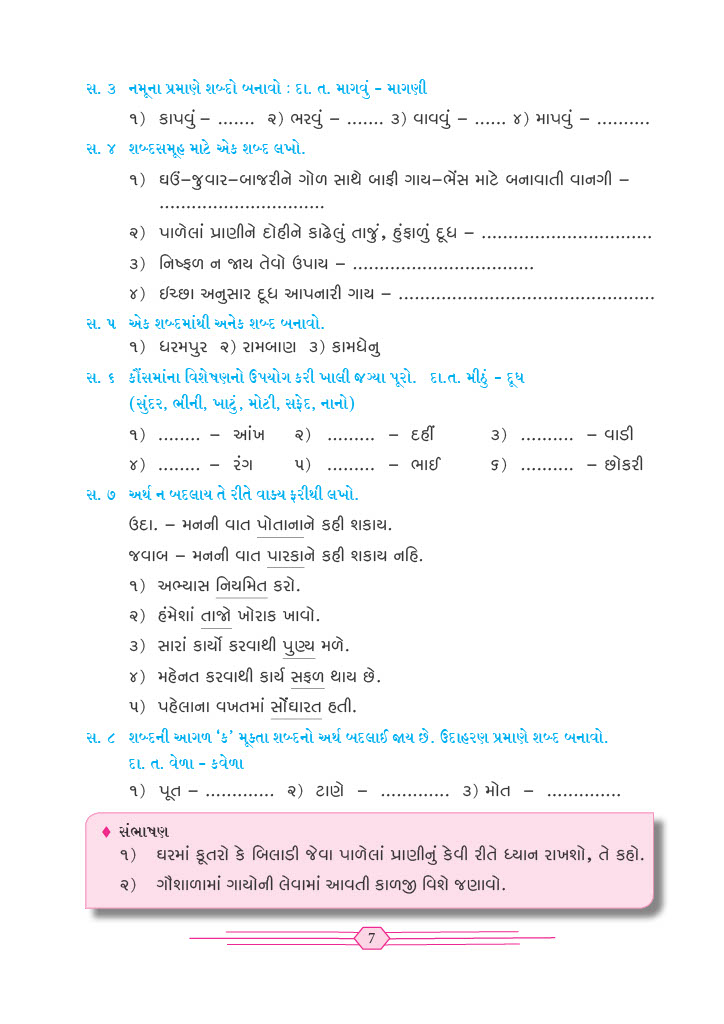 સ. ૩ નમૂના પ્રમાણે શબ્દો બનાવો : દા. ત. માગવું - માગણી
૧) કાપવું – ....... ૨) ભરવું – ....... ૩) વાવવું – ...... ૪) માપવું – ..........
સ. ૪ શબ્દસમૂહ માટે એક શબ્દ લખો.
૧) ઘઉં–જુવાર–બાજરીને ગોળ સાથે બાફી ગાય–ભેંસ માટે બનાવાતી વાનગી –
...............................
૨) પાળેલાં પ્રાણીને દોહીને કાઢેલું તાજું, હુંફાળું દૂધ – ................................
૩) નિષ્ફળ ન જાય તેવો ઉપાય – ..................................
૪) ઈચ્છા અનુસાર દૂધ આપનારી ગાય – ................................................
સ. ૫ એક શબ્દમાંથી અનેક શબ્દ બનાવો.
૧) ધરમપુર ૨) રામબાણ ૩) કામધેનુ
સ. ૬ કૌંસમાંના વિશેષણનો ઉપયોગ કરી ખાલી જગ્યા પૂરો. દા.ત. મીઠું - દૂધ
(સુંદર, ભીની, ખાટું, મોટી, સફેદ, નાનો)
૧) ........ – આંખ ૨) ......... – દહીં ૩) .......... – વાડી
૪) ........ – રંગ ૫) ......... – ભાઈ ૬) .......... – છોકરી
સ. ૭ અર્થ ન બદલાય તે રીતે વાક્ય ફરીથી લખો.
ઉદા. – મનની વાત પોતાનાને કહી શકાય.
જવાબ – મનની વાત પારકાને કહી શકાય નહિ.
૧) અભ્યાસ નિયમિત કરો.
૨) હંમેશાં તાજો ખોરાક ખાવો.
૩) સારાં કાર્યો કરવાથી પુણ્ય મળે.
૪) મહેનત કરવાથી કાર્ય સફળ થાય છે.
૫) પહેલાના વખતમાં સોંઘારત હતી.
સ. ૮ શબ્દની આગળ ‘ક’ મૂક્તા શબ્દનો અર્થ બદલાઈ જાય છે. ઉદાહરણ પ્રમાણે શબ્દ બનાવો.
દા. ત. વેળા - કવેળા
૧) પૂત – ............. ૨) ટાણે – ............. ૩) મોત – ..............
♦ સંભાષણ
૧) ઘરમાં કૂતરો કે બિલાડી જેવા પાળેલાં પ્રાણીનું કેવી રીતે ધ્યાન રાખશો, તે કહો.
૨) ગૌશાળામાં ગાયોની લેવામાં આવતી કાળજી વિશે જણાવો.
7